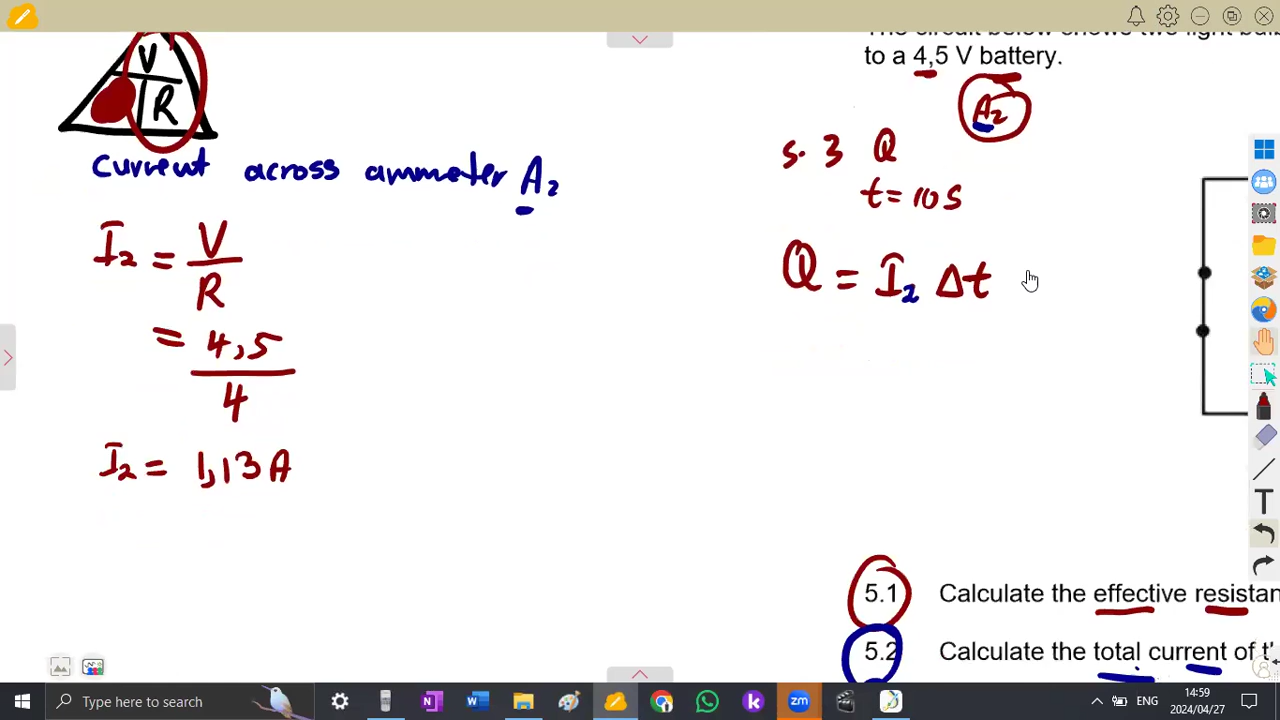 V
R
current across ammeter A2
I2 = V
R
= 4,5
4
I2 = 1,13A
to a 4,5 V battery.
A2
5.3 Q
t = 10s
Q = I2 Δt
5.1 Calculate the effective resistan
5.2 Calculate the total current of t'
T
Type here to search
ENG
14:59
2024/04/27